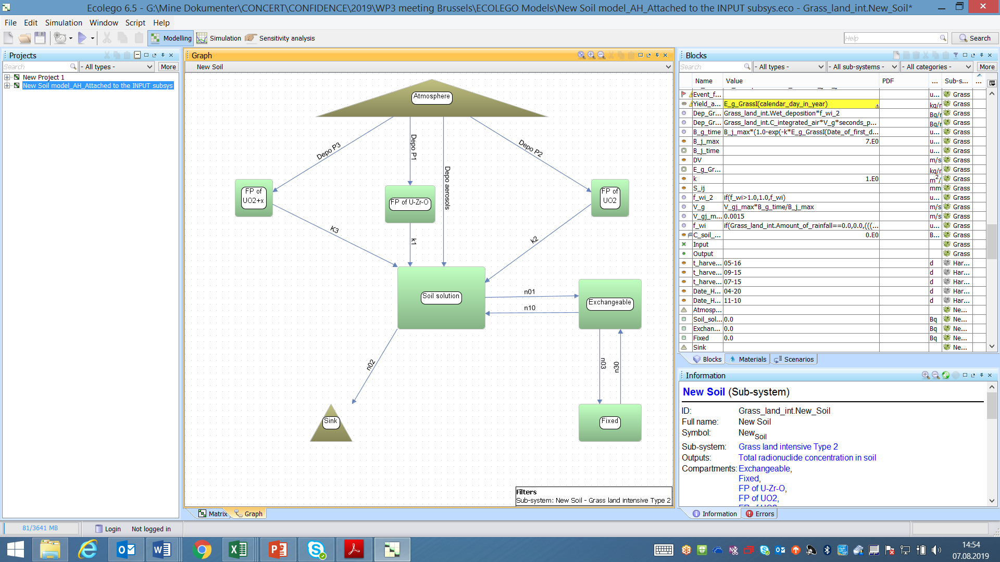 Ecolego 6.5 - G:\Mine Dokumenter\CONCERT\CONFIDENCE\2019\WP3 meeting Brussels\ECOLEGO Models\New Soil model_AH_Attached to the INPUT subsys.eco - Grass_land_int.New_Soil*
File Edit Simulation Window Script Help
Modelling Simulation Sensitivity analysis Help Search
Projects
Search - All types - More
New Project 1
New Soil model_AH_Attached to the INPUT subsys
Graph
New Soil
Atmosphere
Depo P3
Depo P1
Depo aerosols
Depo P2
FP of
UO2+x
FP of U-Zr-O
FP of
UO2
K3
k1
k2
Soil solution
n01
n10
Exchangeable
n02
n03
n30
Sink
Fixed
Filters
Sub-system: New Soil - Grass land intensive Type 2
Matrix Graph
Blocks
Search - All types - - All sub-systems - - All categories - More
Name Value PDF ... Sub-s... ...
Event_f... u... Grass
Yield_a... E_g_GrassI(calendar_day_in_year) kg/r Grass
Dep_Gr... Grass_land_int.Wet_deposition*f_wi_2 Bq/r Grass
Dep_Gr... Grass_land_int.C_integrated_air*V_g*seconds_p... Bq/r Grass
B_g_time B_j_max*(1.0-exp(-k*E_g_GrassI(Date_of_first_d... u... Grass
B_j_max 7.E0 u... Grass
B_j_time u... Grass
DV m/s Grass
E_g_Gr... kg/r Grass
k 1.E0 m2/ Grass
S_ij mm Grass
f_wi_2 if(f_wi>1.0,1.0,f_wi) u... Grass
V_g V_gj_max*B_g_time/B_j_max m/s Grass
V_gj_m... 0.0015 m/s Grass
f_wi if(Grass_land_int.Amount_of_rainfall==0.0,0.0,(((... u... Grass
C_soil_... 0.E0 B... Grass
Input Grass
Output Grass
t_harve... 05-16 d Har...
t_harve... 09-15 d Har...
t_harve... 07-15 d Har...
Date_H... 04-20 d Har...
Date_H... 11-10 d Har...
Atmosp... Ne...
Soil_sol... 0.0 Bq Ne...
Exchan... 0.0 Bq Ne...
Fixed 0.0 Bq Ne...
Sink Ne...
Blocks Materials Scenarios
Information
New Soil (Sub-system)
ID: Grass_land_int.New_Soil
Full name: New Soil
Symbol: NewSoil
Sub-system: Grass land intensive Type 2
Outputs: Total radionuclide concentration in soil
Compartments: Exchangeable,
Fixed,
FP of U-Zr-O,
FP of UO2,
Information Errors
81/3641 MB Login Not logged in
14:54
07.08.2019